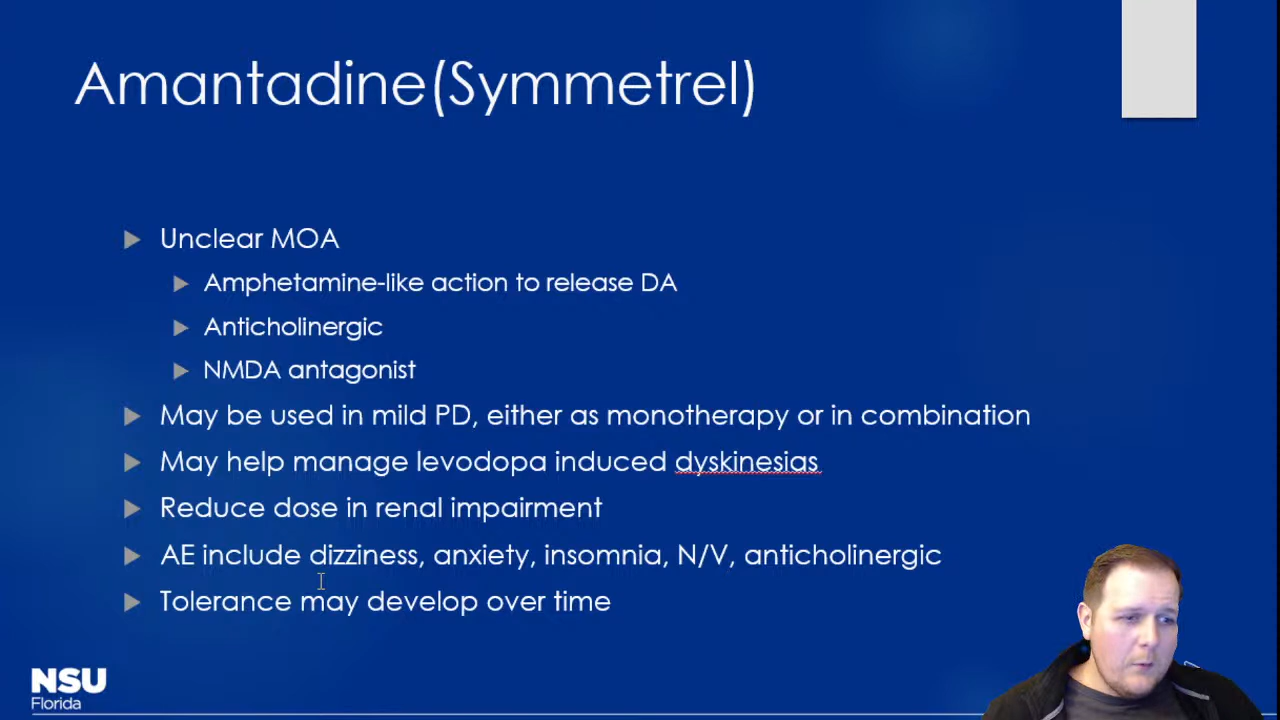 Amantadine(Symmetrel)
Unclear MOA
Amphetamine-like action to release DA
Anticholinergic
NMDA antagonist
May be used in mild PD, either as monotherapy or in combination
May help manage levodopa induced dyskinesias
Reduce dose in renal impairment
AE include dizziness, anxiety, insomnia, N/V, anticholinergic
Tolerance may develop over time
NSU
Florida